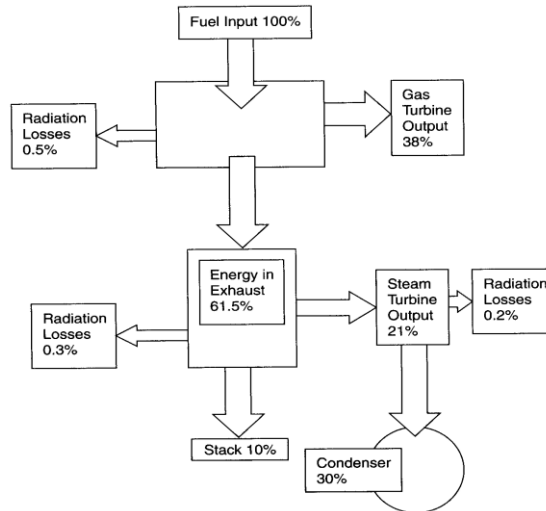 Fuel Input 100%
Radiation
Losses
0.5%
Gas
Turbine
Output
38%
Energy in
Exhaust
61.5%
Radiation
Losses
0.3%
Steam
Turbine
Output
21%
Radiation
Losses
0.2%
Stack 10%
Condenser
30%